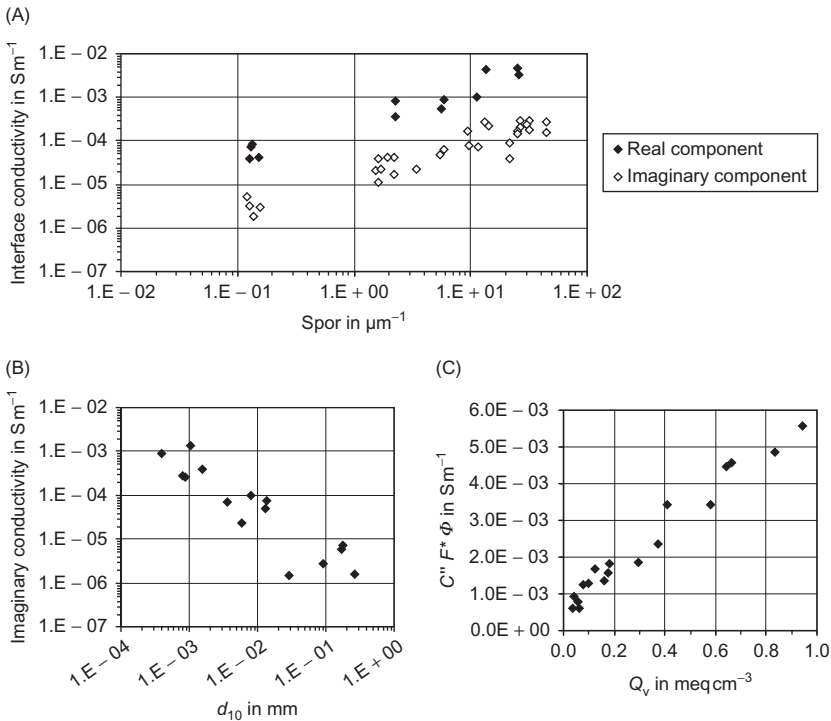 (A)
Interface conductivity in Sm⁻¹
1.E − 02
1.E − 03
1.E − 04
1.E − 05
1.E − 06
1.E − 07
1.E − 02
1.E − 01
1.E + 00
1.E + 01
1.E + 02
Spor in μm⁻¹
Real component
Imaginary component
(B)
Imaginary conductivity in Sm⁻¹
1.E − 02
1.E − 03
1.E − 04
1.E − 05
1.E − 06
1.E − 07
1.E − 04
1.E − 03
1.E − 02
1.E − 01
1.E + 00
d₁₀ in mm
(C)
C" F* Φ in Sm⁻¹
6.0E − 03
5.0E − 03
4.0E − 03
3.0E − 03
2.0E − 03
1.0E − 03
0.0E + 00
0.0
0.2
0.4
0.6
0.8
1.0
Qᵥ in meqcm⁻³